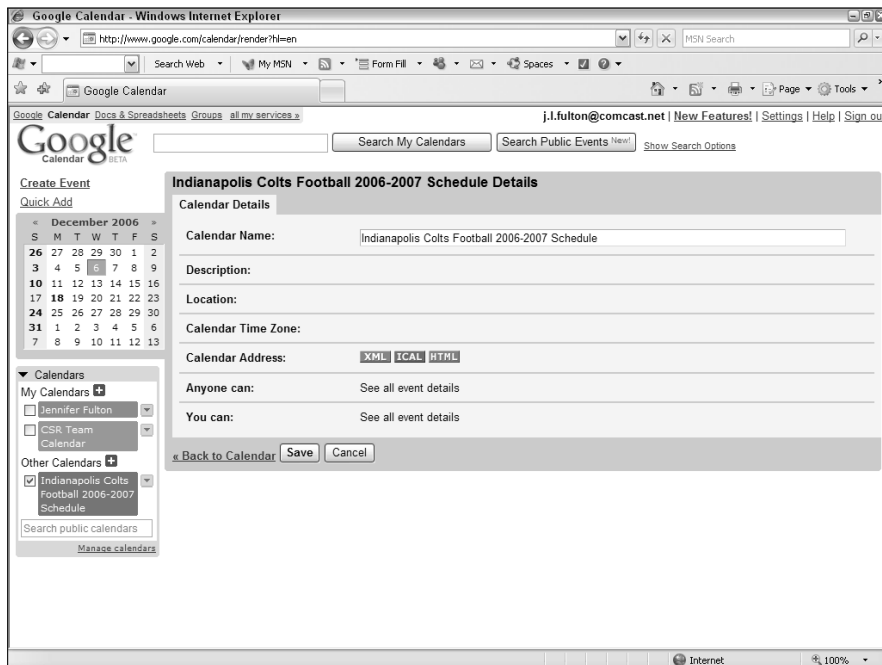 Google Calendar - Windows Internet Explorer
http://www.google.com/calendar/render?hl=en
MSN Search
Search Web My MSN Form Fill Spaces
Google Calendar
Page Tools
Google Calendar Docs & Spreadsheets Groups all my services »
j.l.fulton@comcast.net | New Features! | Settings | Help | Sign ou
Google Calendar BETA
Search My Calendars Search Public Events New! Show Search Options
Create Event
Quick Add
« December 2006 »
S M T W T F S
26 27 28 29 30 1 2
3 4 5 6 7 8 9
10 11 12 13 14 15 16
17 18 19 20 21 22 23
24 25 26 27 28 29 30
31 1 2 3 4 5 6
7 8 9 10 11 12 13
Calendars
My Calendars
Jennifer Fulton
CSR Team
Calendar
Other Calendars
Indianapolis Colts
Football 2006-2007
Schedule
Search public calendars
Manage calendars
Indianapolis Colts Football 2006-2007 Schedule Details
Calendar Details
Calendar Name: Indianapolis Colts Football 2006-2007 Schedule
Description:
Location:
Calendar Time Zone:
Calendar Address: XML ICAL HTML
Anyone can: See all event details
You can: See all event details
« Back to Calendar Save Cancel
Internet 100%